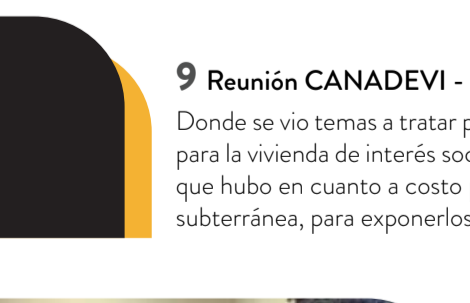 9 Reunión CANADEVI -
Donde se vio temas a tratar p
para la vivienda de interés soc
que hubo en cuanto a costo
subterránea, para exponerlos